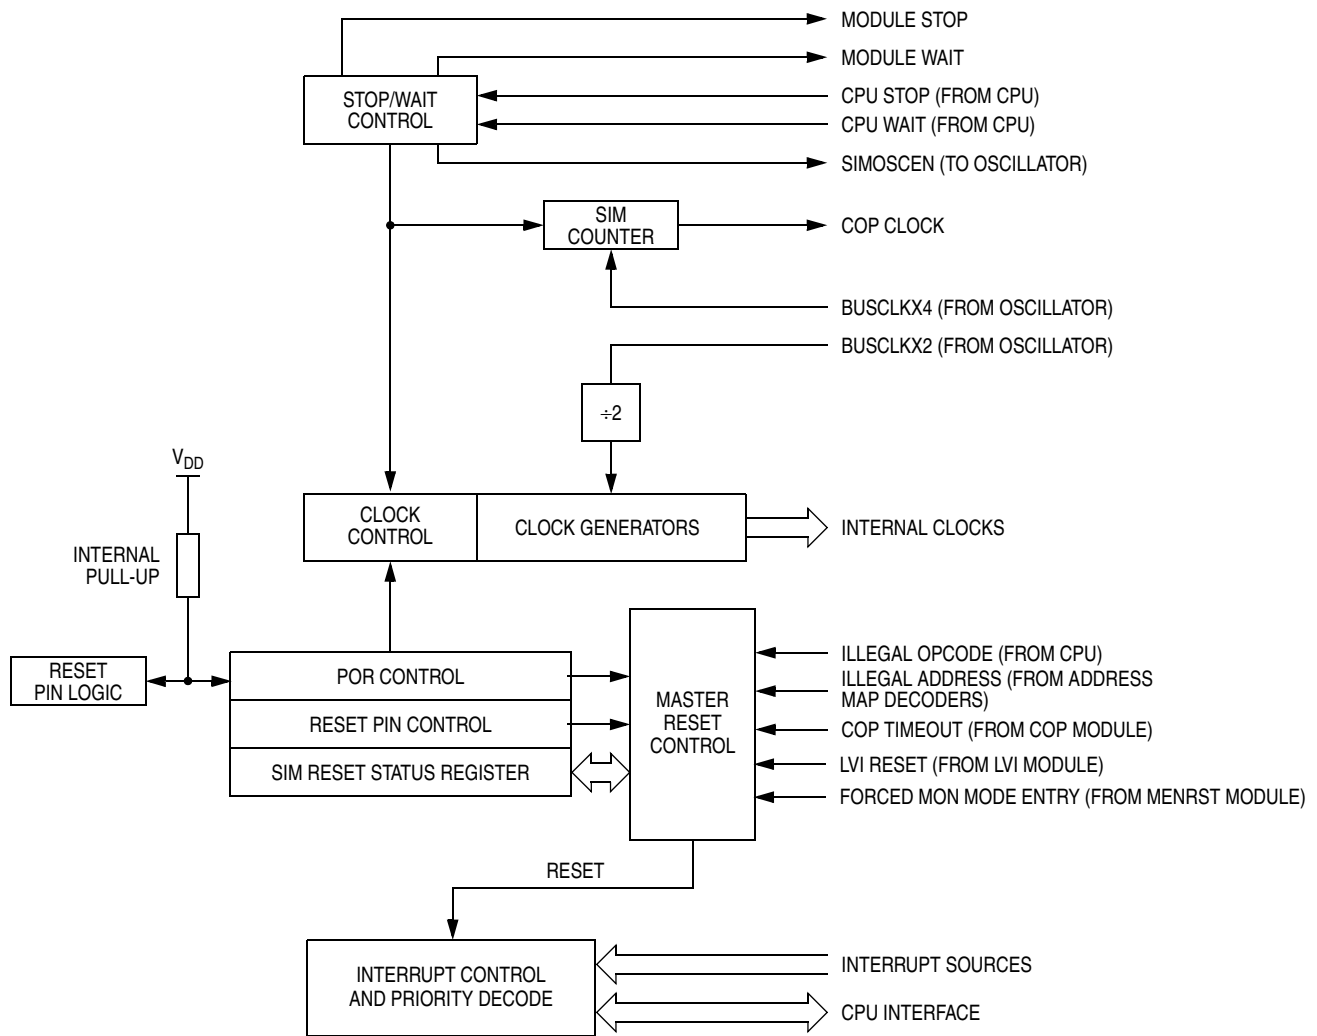 MODULE STOP
MODULE WAIT
STOP/WAIT
CONTROL
CPU STOP (FROM CPU)
CPU WAIT (FROM CPU)
SIMOSCEN (TO OSCILLATOR)
SIM
COUNTER
COP CLOCK
BUSCLKX4 (FROM OSCILLATOR)
BUSCLKX2 (FROM OSCILLATOR)
÷2
VDD
CLOCK
CONTROL
CLOCK GENERATORS
INTERNAL CLOCKS
INTERNAL
PULL-UP
RESET
PIN LOGIC
POR CONTROL
RESET PIN CONTROL
SIM RESET STATUS REGISTER
MASTER
RESET
CONTROL
ILLEGAL OPCODE (FROM CPU)
ILLEGAL ADDRESS (FROM ADDRESS
MAP DECODERS)
COP TIMEOUT (FROM COP MODULE)
LVI RESET (FROM LVI MODULE)
FORCED MON MODE ENTRY (FROM MENRST MODULE)
RESET
INTERRUPT CONTROL
AND PRIORITY DECODE
INTERRUPT SOURCES
CPU INTERFACE